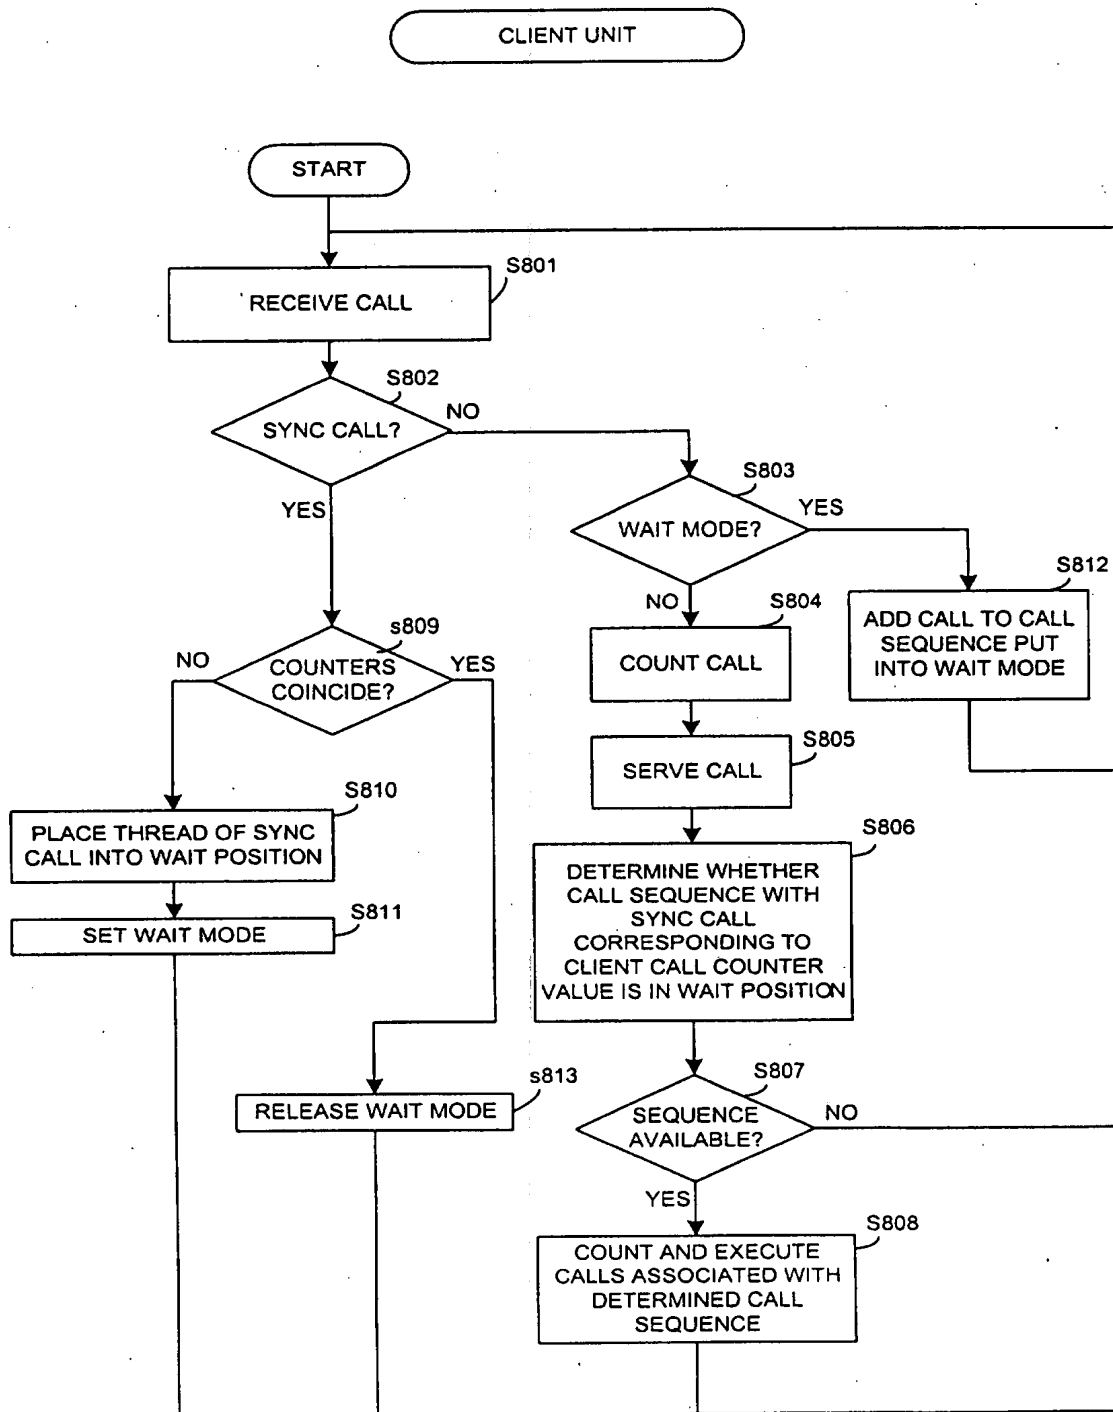 CLIENT UNIT
START
S801
RECEIVE CALL
S802
SYNC CALL?
NO
YES
S803
WAIT MODE?
YES
NO
S812
ADD CALL TO CALL
SEQUENCE PUT
INTO WAIT MODE
S804
COUNT CALL
S805
SERVE CALL
s809
COUNTERS
COINCIDE?
NO
YES
S810
PLACE THREAD OF SYNC
CALL INTO WAIT POSITION
S811
SET WAIT MODE
S806
DETERMINE WHETHER
CALL SEQUENCE WITH
SYNC CALL
CORRESPONDING TO
CLIENT CALL COUNTER
VALUE IS IN WAIT POSITION
s813
RELEASE WAIT MODE
S807
SEQUENCE
AVAILABLE?
NO
YES
S808
COUNT AND EXECUTE
CALLS ASSOCIATED WITH
DETERMINED CALL
SEQUENCE